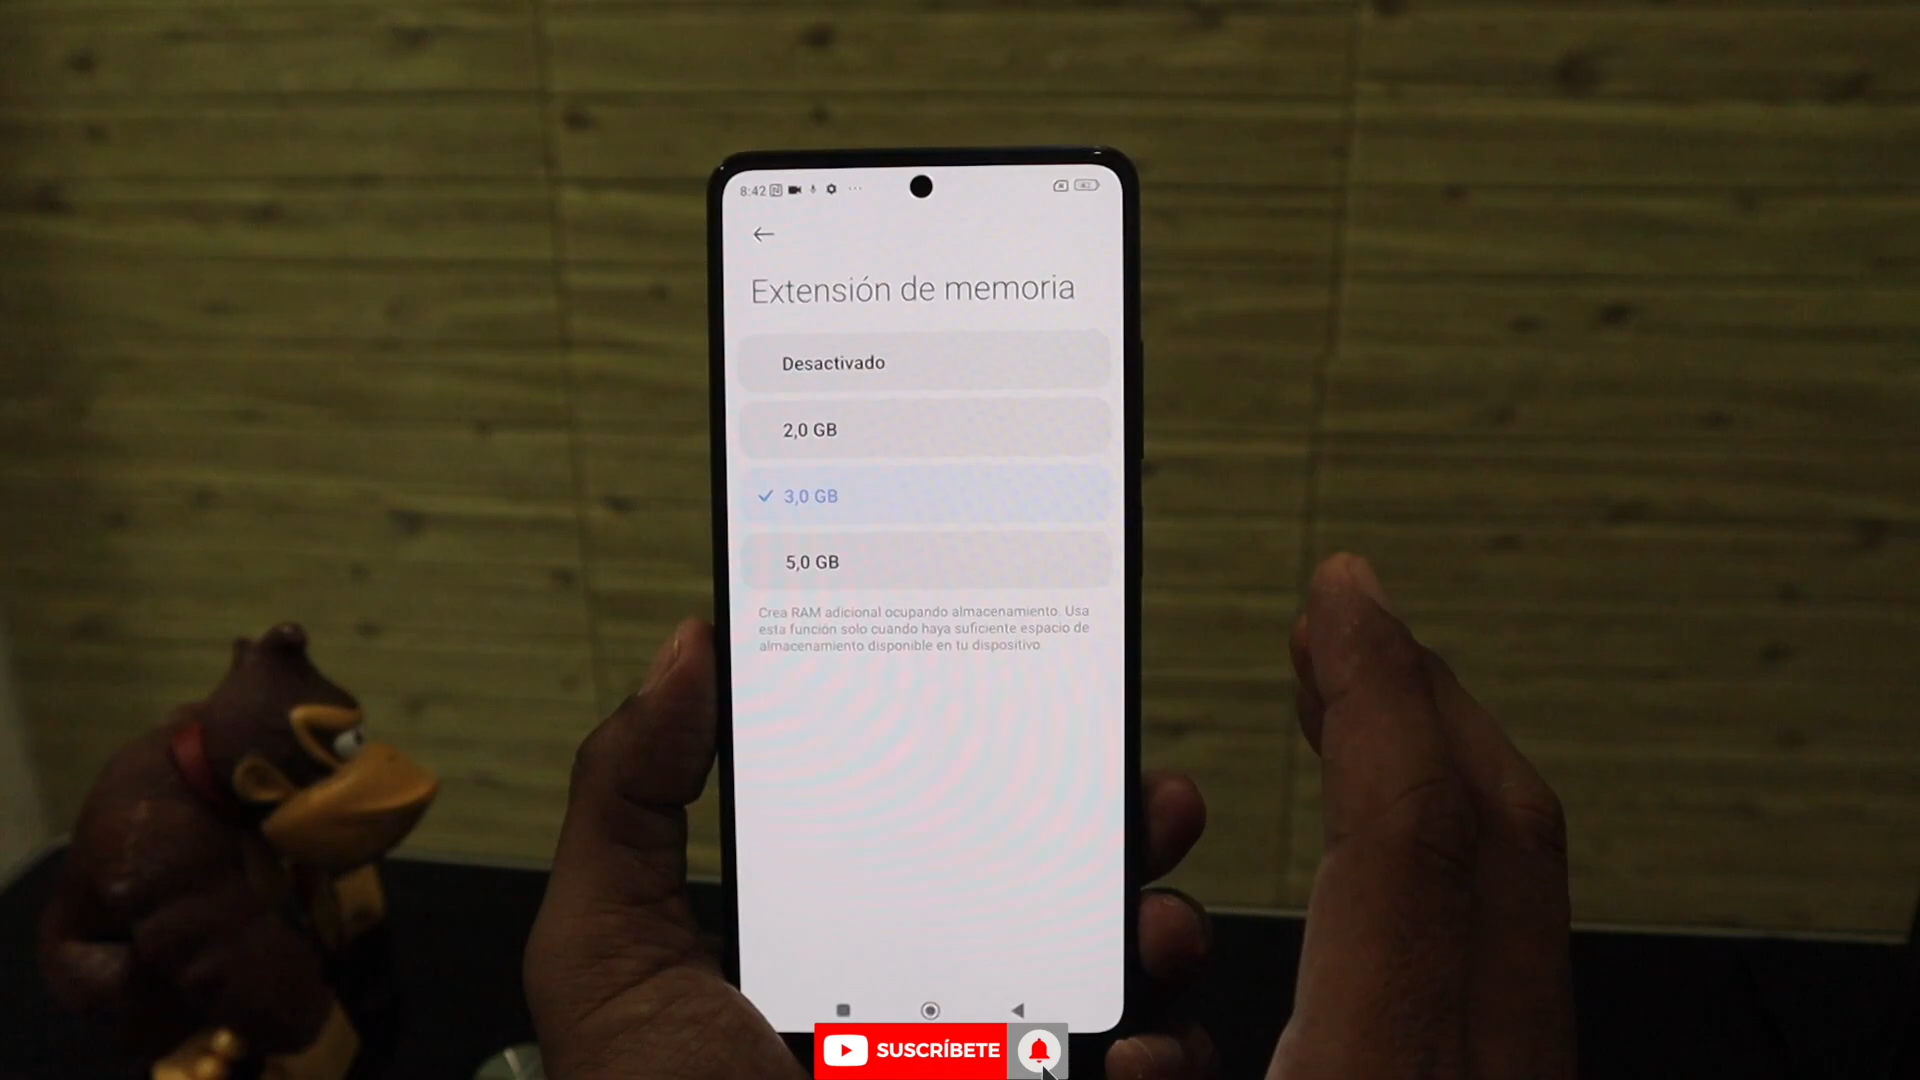 8:42
Extensión de memoria
Desactivado
2,0 GB
3,0 GB
5,0 GB
Crea RAM adicional ocupando almacenamiento. Usa
esta función solo cuando haya suficiente espacio de
almacenamiento disponible en tu dispositivo
SUSCRÍBETE